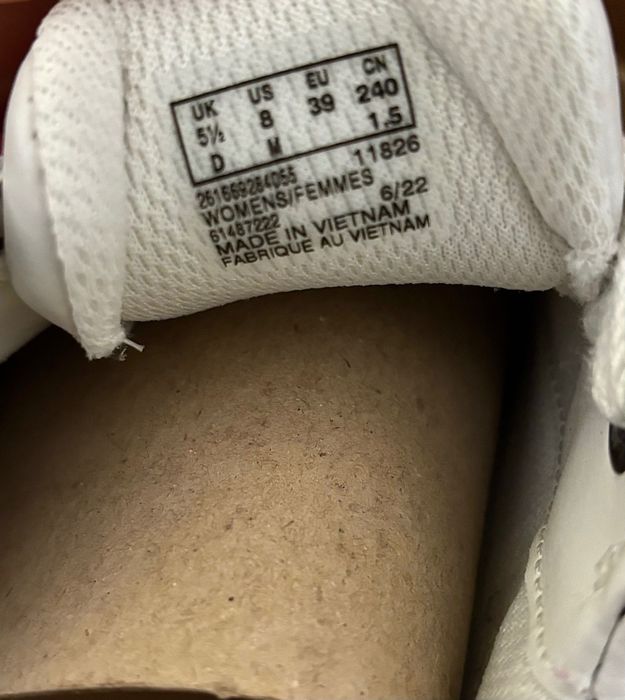 UK US EU CN
5½ 8 39 240
D M 1.5
261669284055 11826
WOMENS/FEMMES
61487222 6/22
MADE IN VIETNAM
FABRIQUE AU VIETNAM